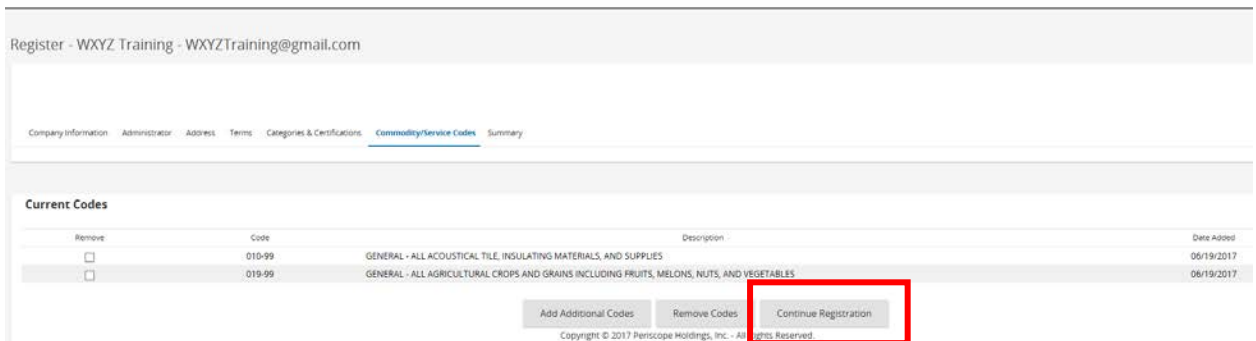 Register - WXYZ Training - WXYZTraining@gmail.com
Company Information Administrator Address Terms Categories & Certifications Commodity/Service Codes Summary
Current Codes
Remove Code Description Date Added
010-99 GENERAL - ALL ACOUSTICAL TILE, INSULATING MATERIALS, AND SUPPLIES 06/19/2017
019-99 GENERAL - ALL AGRICULTURAL CROPS AND GRAINS INCLUDING FRUITS, MELONS, NUTS, AND VEGETABLES 06/19/2017
Add Additional Codes Remove Codes Continue Registration
Copyright © 2017 Periscope Holdings, Inc. - All Rights Reserved.